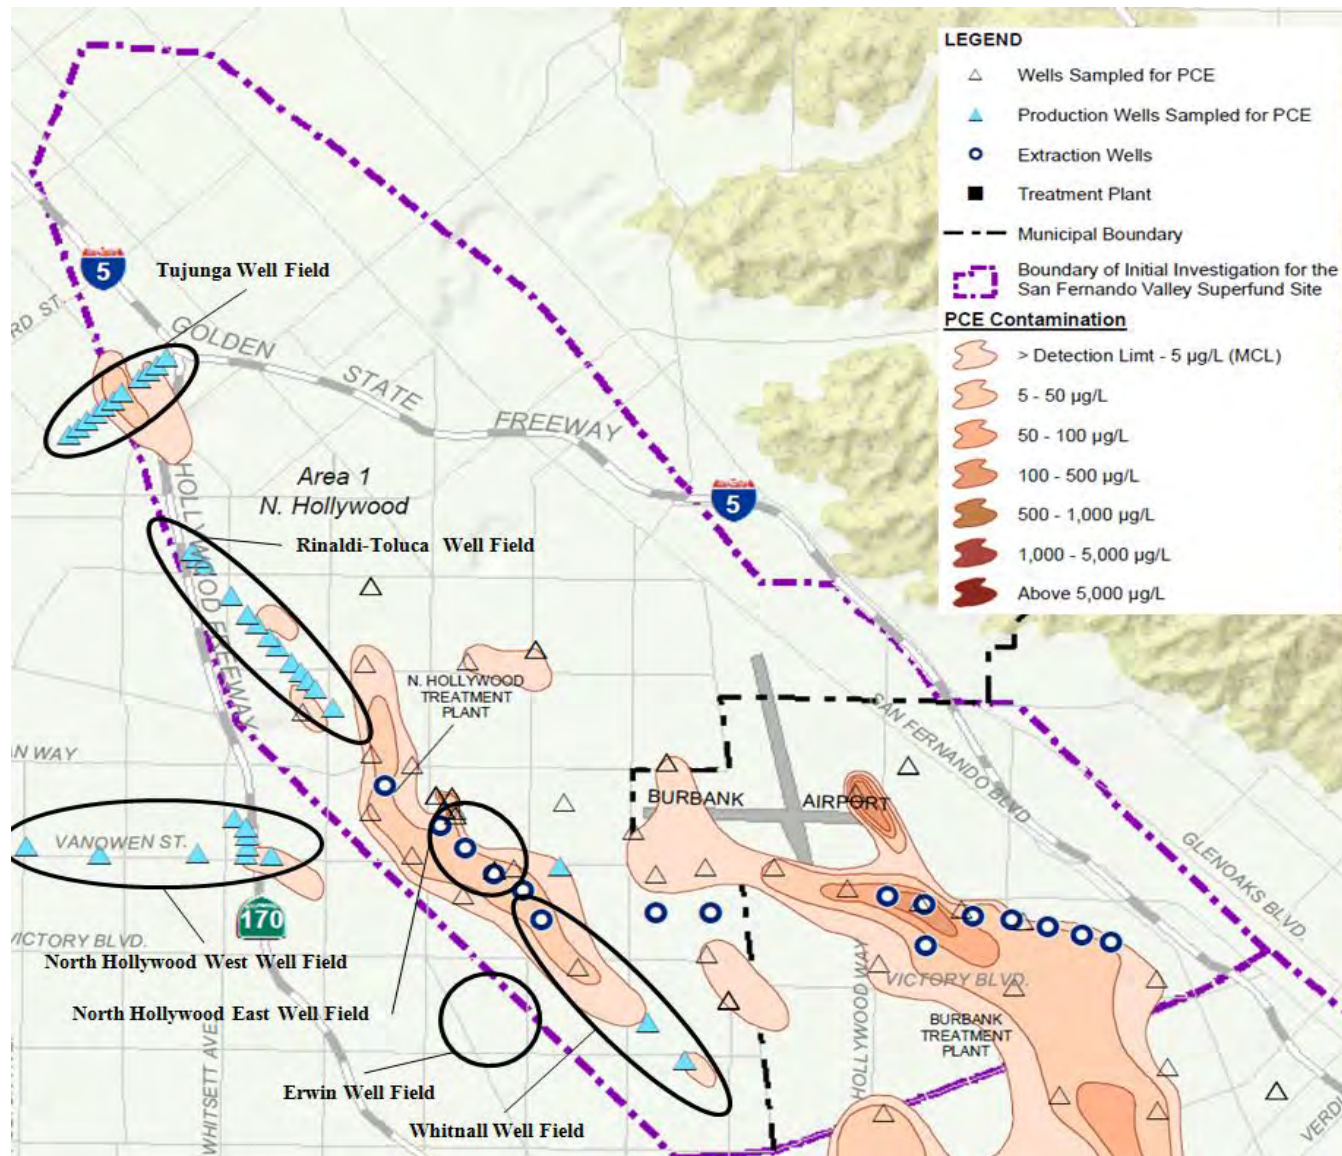 LEGEND
Wells Sampled for PCE
Production Wells Sampled for PCE
Extraction Wells
Treatment Plant
Municipal Boundary
Boundary of Initial Investigation for the
San Fernando Valley Superfund Site
PCE Contamination
> Detection Limt - 5 µg/L (MCL)
5 - 50 µg/L
50 - 100 µg/L
100 - 500 µg/L
500 - 1,000 µg/L
1,000 - 5,000 µg/L
Above 5,000 µg/L
5
Tujunga Well Field
RD ST.
GOLDEN
STATE
FREEWAY
5
HOLLYWOOD FREEWAY
Area 1
N. Hollywood
Rinaldi-Toluca Well Field
N. HOLLYWOOD
TREATMENT
PLANT
SAN FERNANDO BLVD
AN WAY
BURBANK
AIRPORT
VANOWEN ST.
GLENOAKS BLVD.
170
VICTORY BLVD.
North Hollywood West Well Field
HOLLYWOOD WAY
VICTORY BLVD.
North Hollywood East Well Field
BURBANK
TREATMENT
PLANT
WHITSETT AVE
Erwin Well Field
VERD
Whitnall Well Field